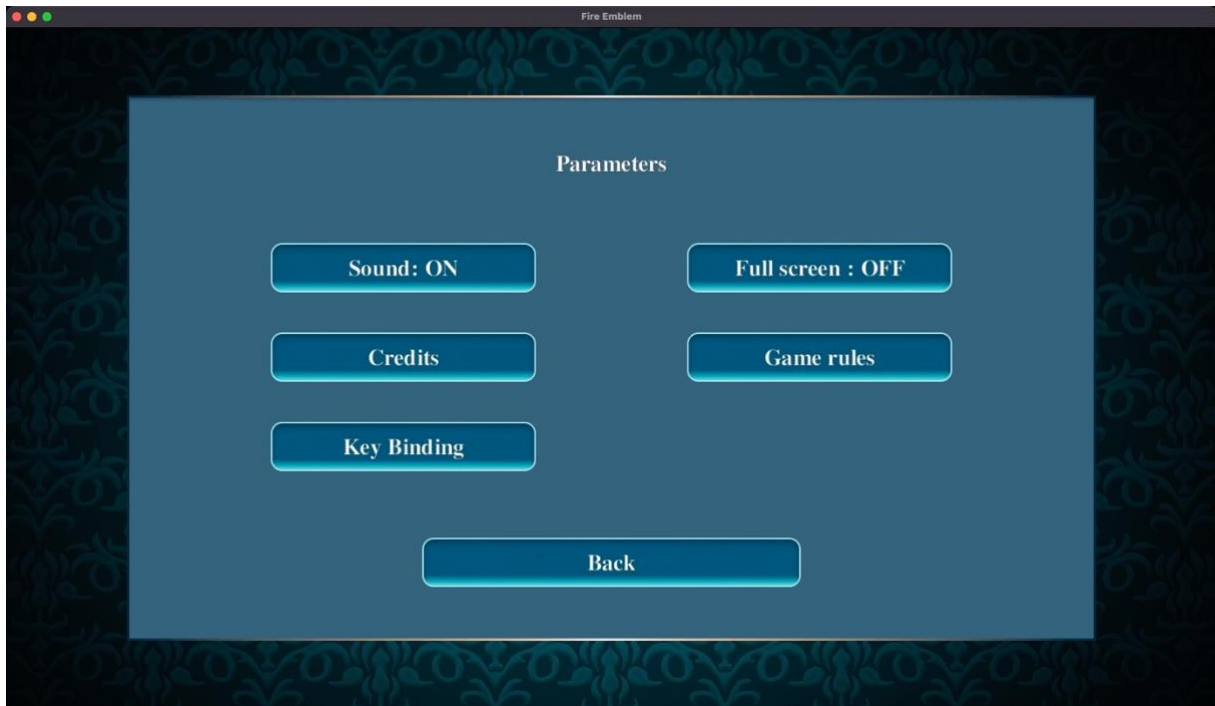 Fire Emblem
Parameters
Sound: ON
Full screen : OFF
Credits
Game rules
Key Binding
Back